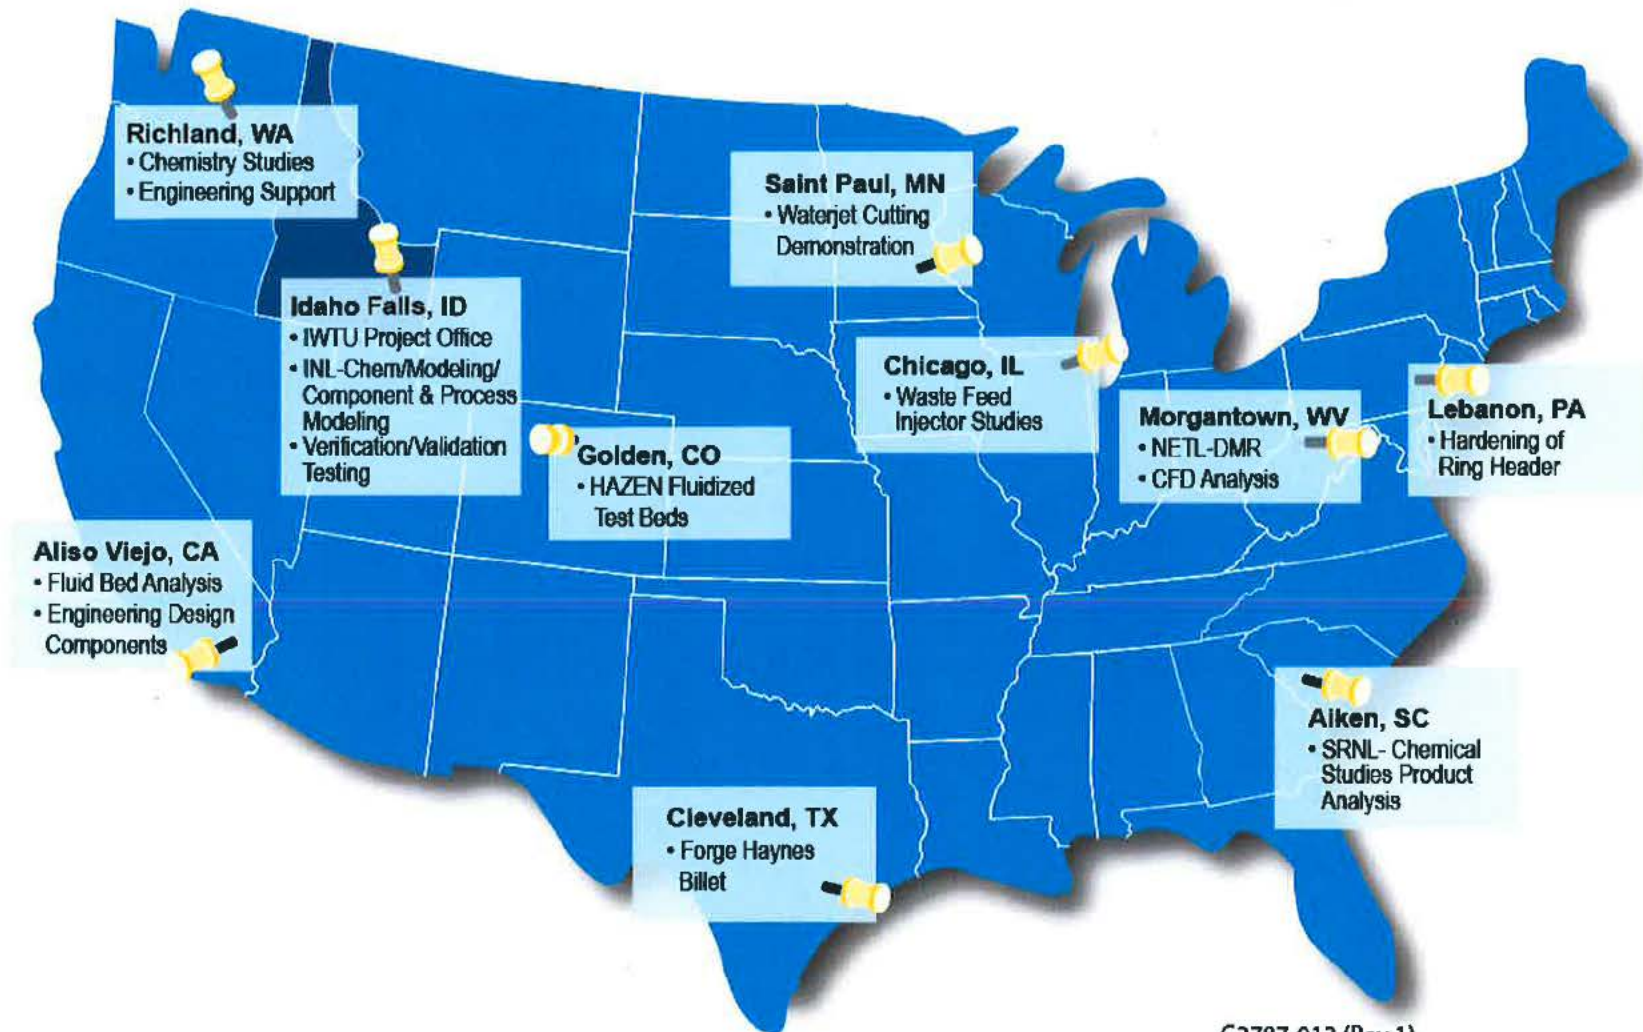 Richland, WA
• Chemistry Studies
• Engineering Support
Saint Paul, MN
• Waterjet Cutting
Demonstration
Idaho Falls, ID
• IWTU Project Office
• INL-Chem/Modeling/
Component & Process
Modeling
• Verification/Validation
Testing
Chicago, IL
• Waste Feed
Injector Studies
Morgantown, WV
• NETL-DMR
• CFD Analysis
Lebanon, PA
• Hardening of
Ring Header
Golden, CO
• HAZEN Fluidized
Test Beds
Aliso Viejo, CA
• Fluid Bed Analysis
• Engineering Design
Components
Aiken, SC
• SRNL- Chemical
Studies Product
Analysis
Cleveland, TX
• Forge Haynes
Billet